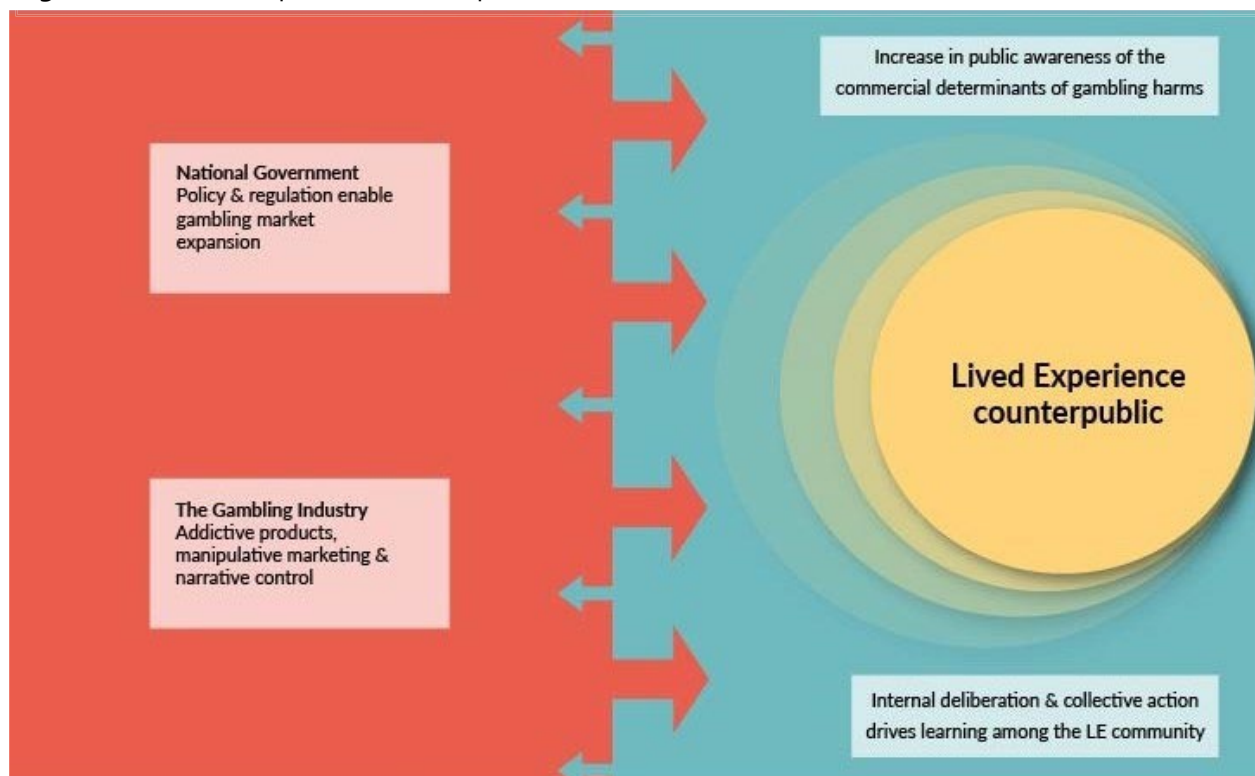 National Government
Policy & regulation enable
gambling market
expansion
The Gambling Industry
Addictive products,
manipulative marketing &
narrative control
Increase in public awareness of the
commercial determinants of gambling harms
Lived Experience
counterpublic
Internal deliberation & collective action
drives learning among the LE community